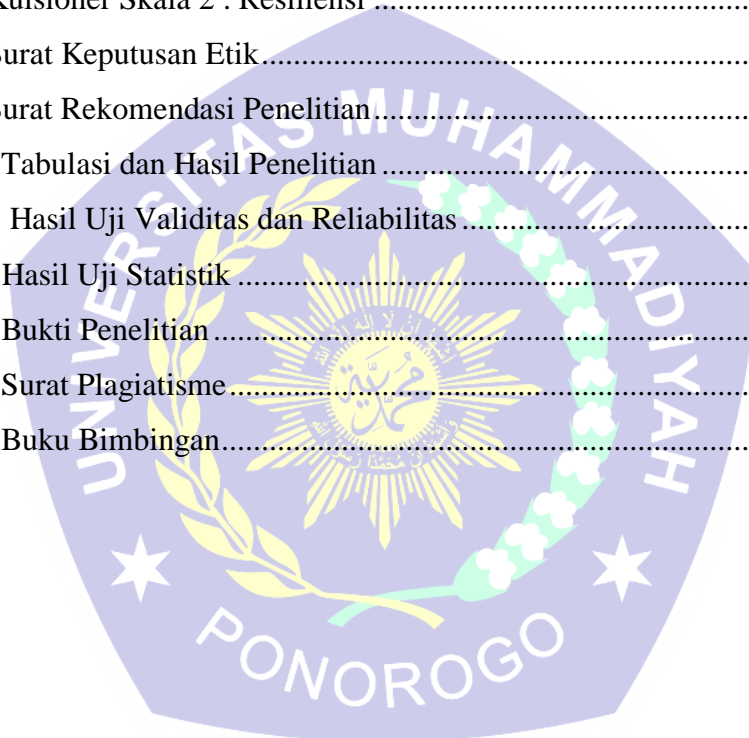 Kuisioner Skala 2 : Resiliensi ...............................................................
Surat Keputusan Etik...............................................................
Surat Rekomendasi Penelitian...............................................................
Tabulasi dan Hasil Penelitian ...............................................................
Hasil Uji Validitas dan Reliabilitas ...............................................................
Hasil Uji Statistik ...............................................................
Bukti Penelitian ...............................................................
Surat Plagiatisme...............................................................
Buku Bimbingan...............................................................
UNIVERSITAS MUHAMMADIYAH
محمدية
PONOROGO